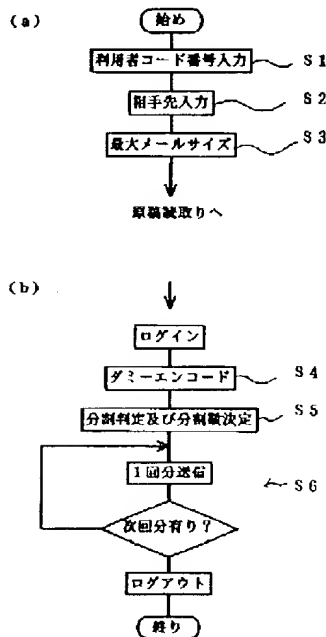 (a)
始め
利用者コード番号入力
S1
相手先入力
S2
最大メールサイズ
S3
原稿読取りへ
(b)
ログイン
ダミーエンコード
S4
分割判定及び分割数決定
S5
1回分送信
S6
次回分有り?
ログアウト
終り